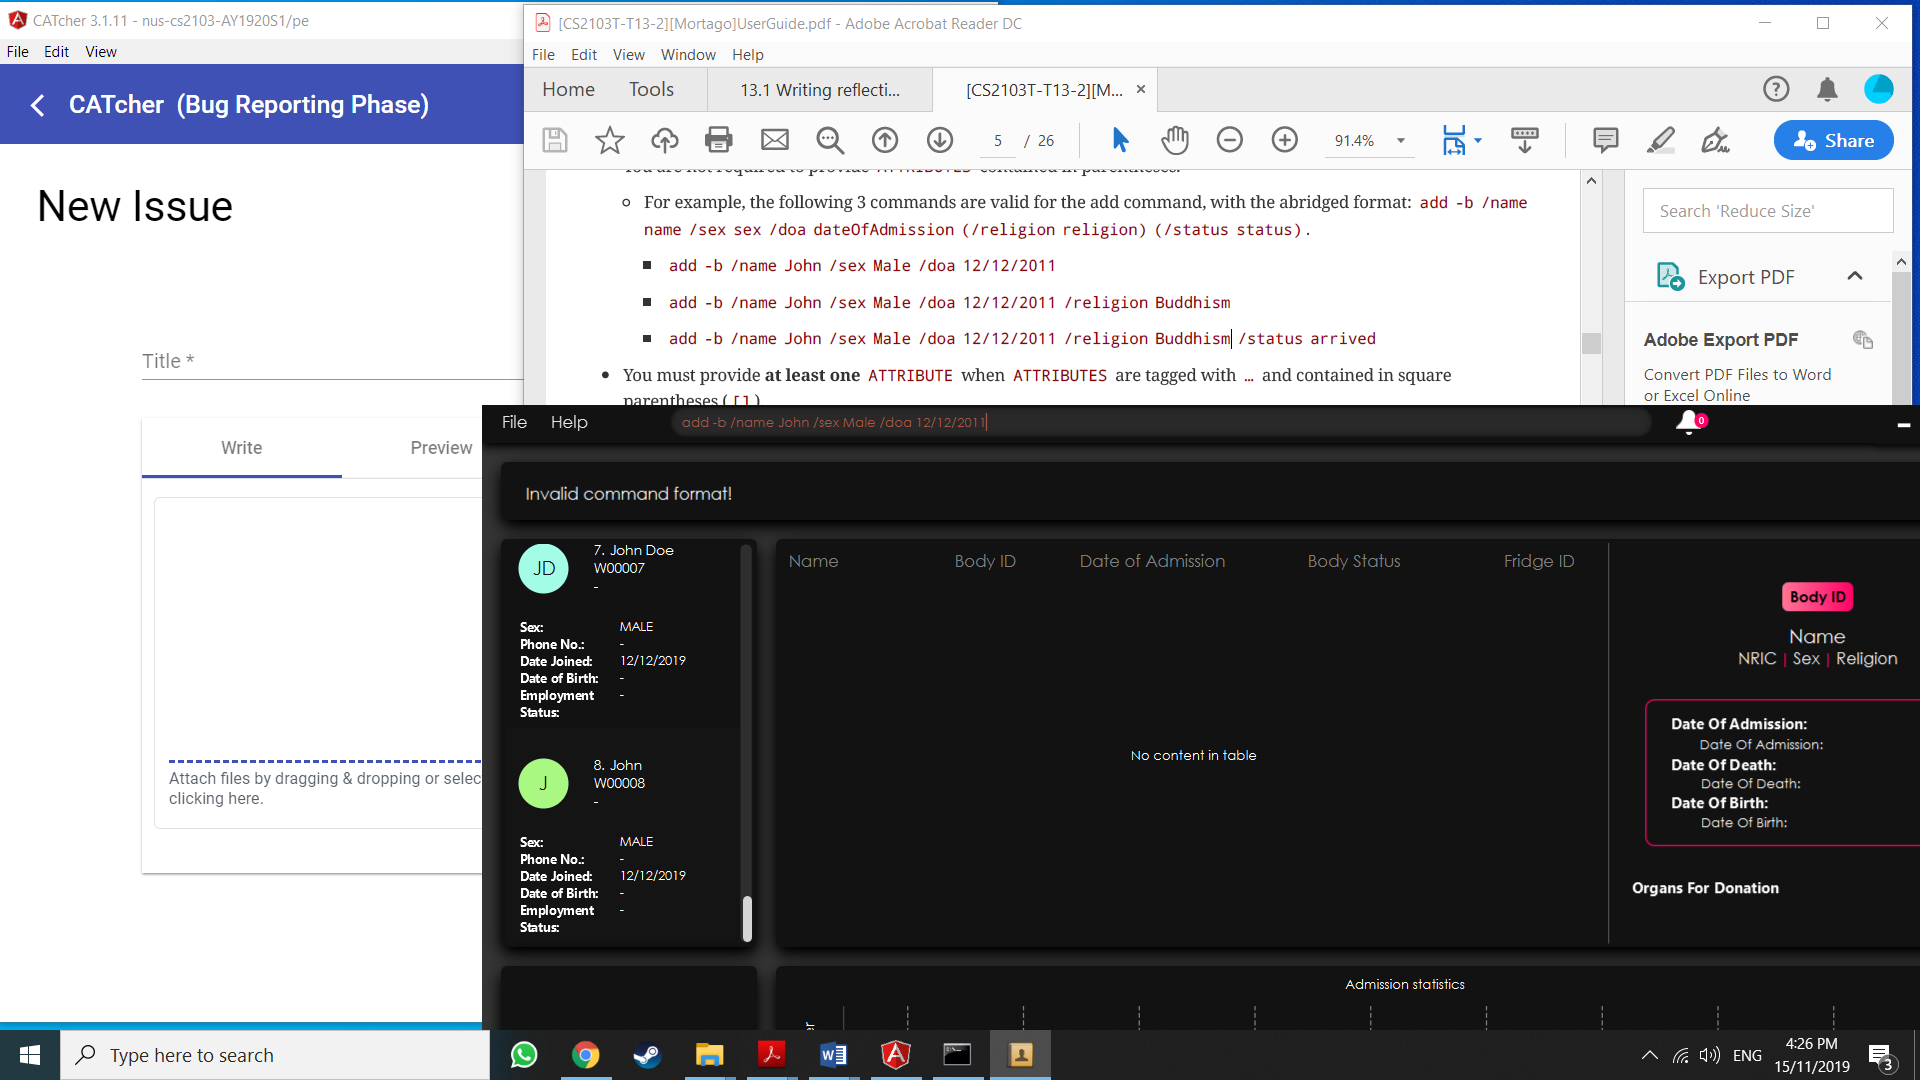 CATcher 3.1.11 - nus-cs2103-AY1920S1/pe
File Edit View
CATcher (Bug Reporting Phase)
New Issue
Title *
Write Preview
Attach files by dragging & dropping or selec
clicking here.
[CS2103T-T13-2][Mortago]UserGuide.pdf - Adobe Acrobat Reader DC
File Edit View Window Help
Home Tools 13.1 Writing reflecti... [CS2103T-T13-2][M... ×
5 / 26 91.4% Share
You are not required to provide ATTRIBUTES contained in parentheses.
For example, the following 3 commands are valid for the add command, with the abridged format: add -b /name
name /sex sex /doa dateOfAdmission (/religion religion) (/status status).
add -b /name John /sex Male /doa 12/12/2011
add -b /name John /sex Male /doa 12/12/2011 /religion Buddhism
add -b /name John /sex Male /doa 12/12/2011 /religion Buddhism /status arrived
You must provide at least one ATTRIBUTE when ATTRIBUTES are tagged with … and contained in square
parentheses ( [] )
Search 'Reduce Size'
Export PDF
Adobe Export PDF
Convert PDF Files to Word
or Excel Online
File Help add -b /name John /sex Male /doa 12/12/2011 0
Invalid command format!
JD
7. John Doe
W00007
-
Sex: MALE
Phone No.: -
Date Joined: 12/12/2019
Date of Birth: -
Employment -
Status:
J
8. John
W00008
-
Sex: MALE
Phone No.: -
Date Joined: 12/12/2019
Date of Birth: -
Employment -
Status:
Name Body ID Date of Admission Body Status Fridge ID
No content in table
Body ID
Name
NRIC | Sex | Religion
Date Of Admission:
Date Of Admission:
Date Of Death:
Date Of Death:
Date Of Birth:
Date Of Birth:
Organs For Donation
Admission statistics
Type here to search
ENG
4:26 PM
15/11/2019
3